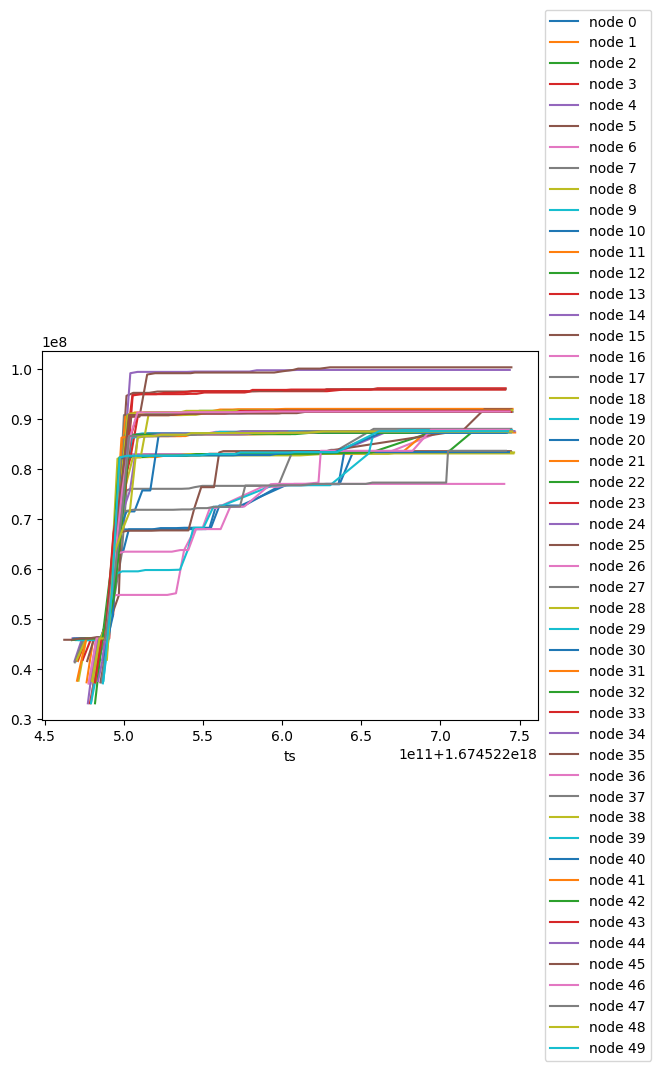 1e8
1.0
0.9
0.8
0.7
0.6
0.5
0.4
0.3
4.5 5.0 5.5 6.0 6.5 7.0 7.5
1e11+1.674522e18
ts
node 0
node 1
node 2
node 3
node 4
node 5
node 6
node 7
node 8
node 9
node 10
node 11
node 12
node 13
node 14
node 15
node 16
node 17
node 18
node 19
node 20
node 21
node 22
node 23
node 24
node 25
node 26
node 27
node 28
node 29
node 30
node 31
node 32
node 33
node 34
node 35
node 36
node 37
node 38
node 39
node 40
node 41
node 42
node 43
node 44
node 45
node 46
node 47
node 48
node 49